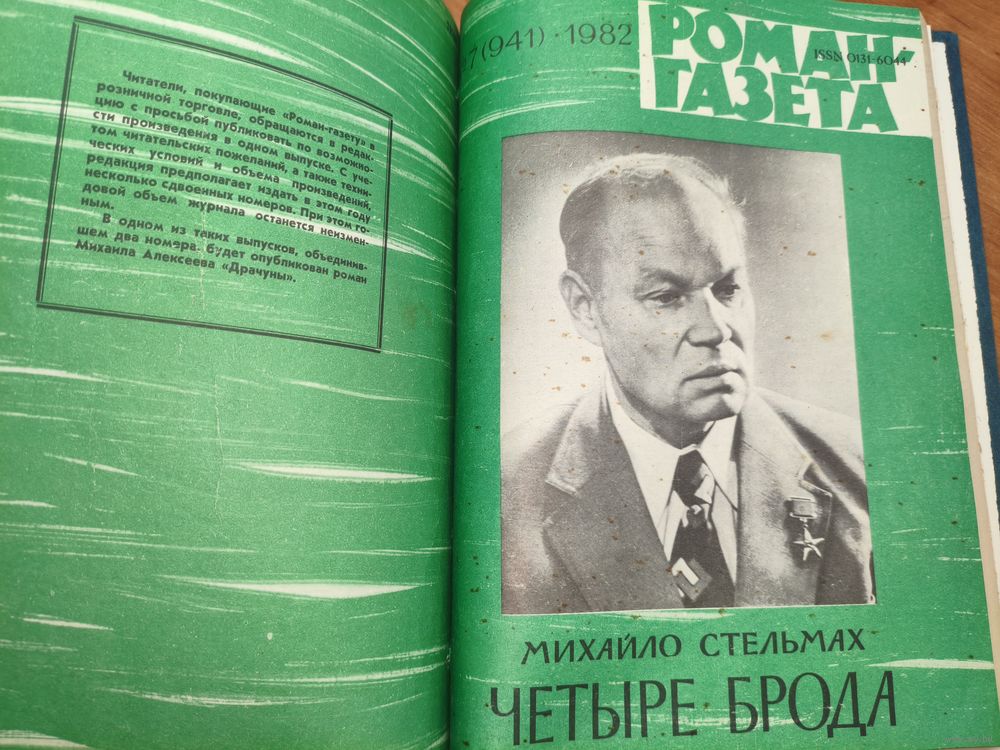 Читатели, покупающие «Роман-газету» в
розничной торговле, обращаются в редак-
цию с просьбой публиковать по возможно-
сти произведения в одном выпуске. С уче-
том читательских пожеланий, а также техни-
ческих условий и объема произведений,
редакция предполагает издать в этом году
несколько сдвоенных номеров. При этом го-
довой объем журнала останется неизмен-
ным.
В одном из таких выпусков, объединив-
шем два номера, будет опубликован роман
Михаила Алексеева «Драчуны».
7(941)·1982
РОМАН-
ISSN 0131-6044
ГАЗЕТА
МИХАЙЛО СТЕЛЬМАХ
ЧЕТЫРЕ БРОДА